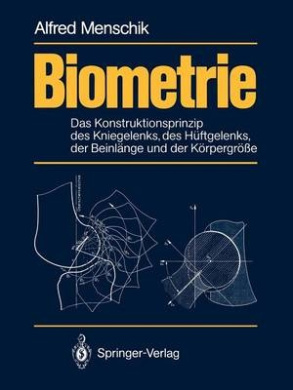 Alfred Menschik
Biometrie
Das Konstruktionsprinzip
des Kniegelenks, des Hüftgelenks,
der Beinlänge und der Körpergröße
Springer-Verlag